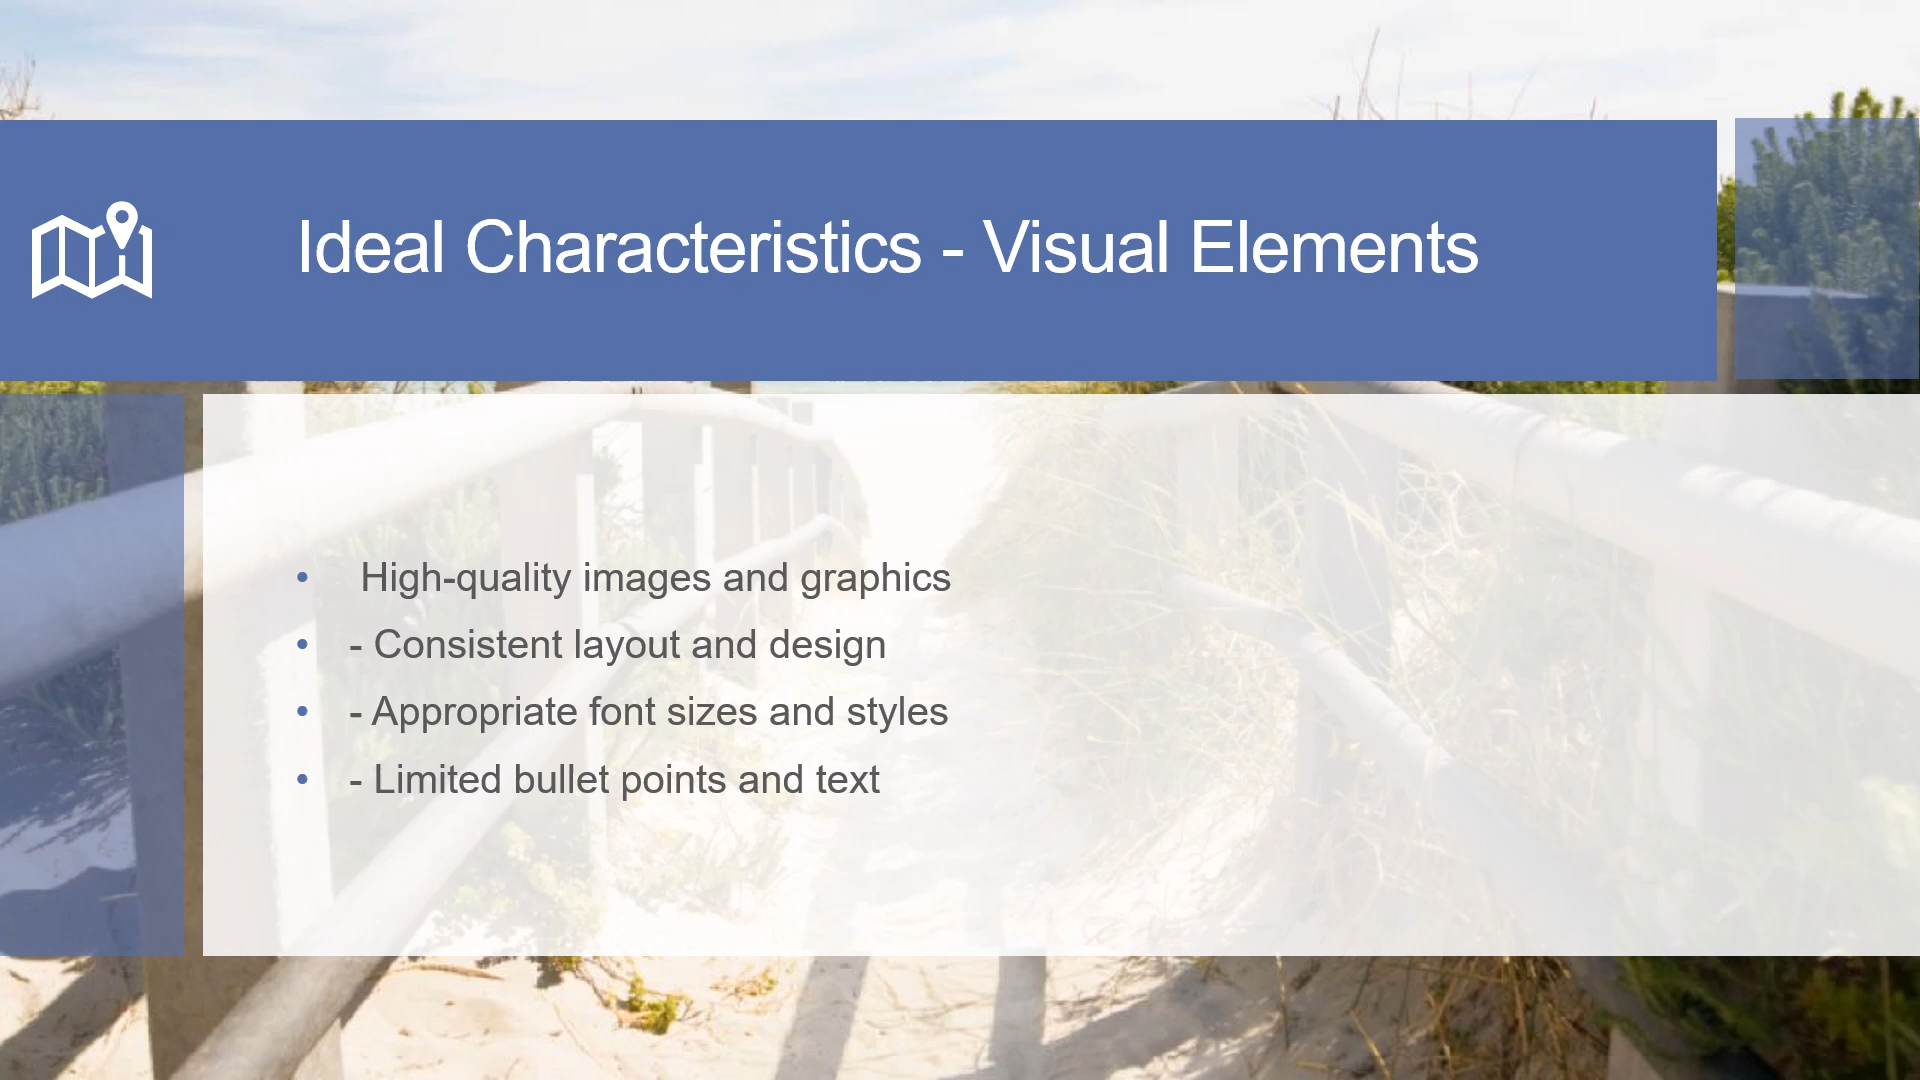 Ideal Characteristics - Visual Elements
• High-quality images and graphics
• - Consistent layout and design
• - Appropriate font sizes and styles
• - Limited bullet points and text